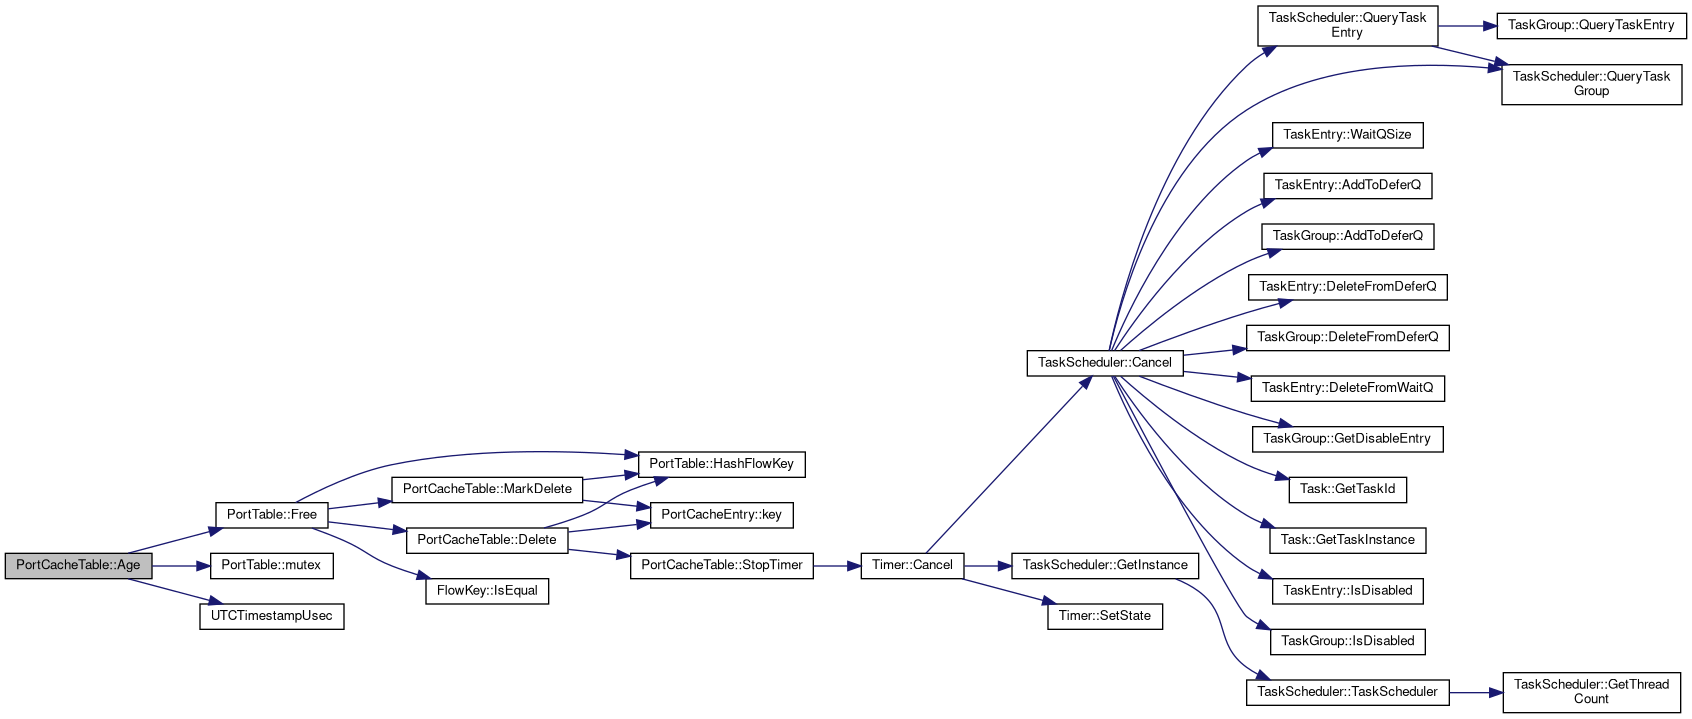 TaskScheduler::QueryTask
Entry
TaskGroup::QueryTaskEntry
TaskScheduler::QueryTask
Group
TaskEntry::WaitQSize
TaskEntry::AddToDeferQ
TaskGroup::AddToDeferQ
TaskEntry::DeleteFromDeferQ
TaskGroup::DeleteFromDeferQ
TaskScheduler::Cancel
TaskEntry::DeleteFromWaitQ
TaskGroup::GetDisableEntry
PortTable::HashFlowKey
PortCacheTable::MarkDelete
Task::GetTaskId
PortTable::Free
PortCacheEntry::key
PortCacheTable::Delete
Task::GetTaskInstance
PortCacheTable::Age
PortTable::mutex
PortCacheTable::StopTimer
Timer::Cancel
TaskScheduler::GetInstance
FlowKey::IsEqual
TaskEntry::IsDisabled
UTCTimestampUsec
Timer::SetState
TaskGroup::IsDisabled
TaskScheduler::TaskScheduler
TaskScheduler::GetThread
Count